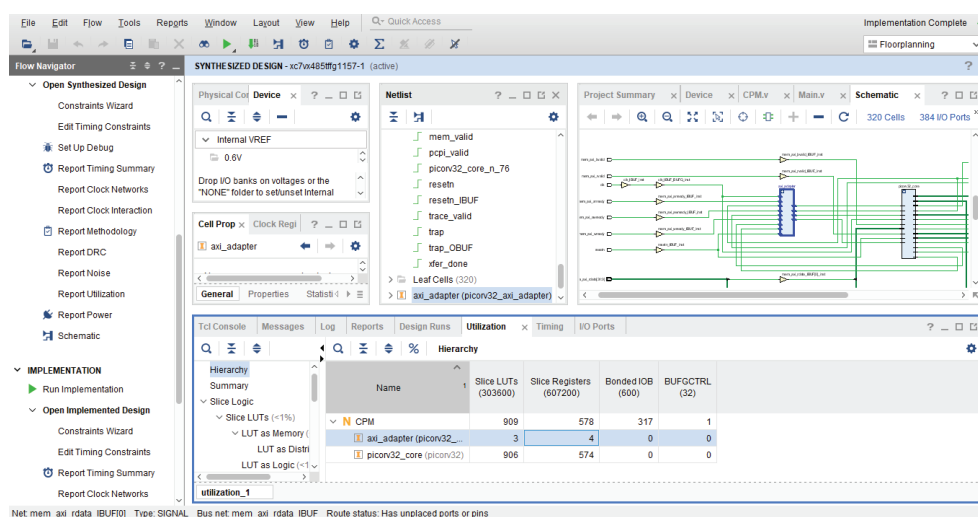 File Edit Flow Tools Reports Window Layout View Help Q- Quick Access
Implementation Complete
Floorplanning
Flow Navigator
SYNTHESIZED DESIGN - xc7vx485tffg1157-1 (active)
Open Synthesized Design
Constraints Wizard
Edit Timing Constraints
Set Up Debug
Report Timing Summary
Report Clock Networks
Report Clock Interaction
Report Methodology
Report DRC
Report Noise
Report Utilization
Report Power
Schematic
IMPLEMENTATION
Run Implementation
Open Implemented Design
Constraints Wizard
Edit Timing Constraints
Report Timing Summary
Report Clock Networks
Physical Cor Device
Internal VREF
0.6V
Drop I/O banks on voltages or the
"NONE" folder to set/unset Internal
Cell Prop Clock Regi
axi_adapter
General Properties Statisti
Netlist
mem_valid
pcpi_valid
picorv32_core_n_76
resetn
resetn_IBUF
trace_valid
trap
trap_OBUF
xfer_done
Leaf Cells (320)
axi_adapter (picorv32_axi_adapter)
Project Summary Device CPM.v Main.v Schematic
320 Cells 384 I/O Ports
Tcl Console Messages Log Reports Design Runs Utilization Timing I/O Ports
Hierarchy
Summary
Slice Logic
Slice LUTs (<1%)
LUT as Memory (
LUT as Distri
LUT as Logic (<1
Hierarchy
Name 1 Slice LUTs (303600) Slice Registers (607200) Bonded IOB (600) BUFGCTRL (32)
N CPM 909 578 317 1
axi_adapter (picorv32_... 3 4 0 0
picorv32_core (picorv32) 906 574 0 0
utilization_1
Net: mem_axi_rdata_IBUF[0] Type: SIGNAL Bus net: mem_axi_rdata_IBUF Route status: Has unplaced ports or pins